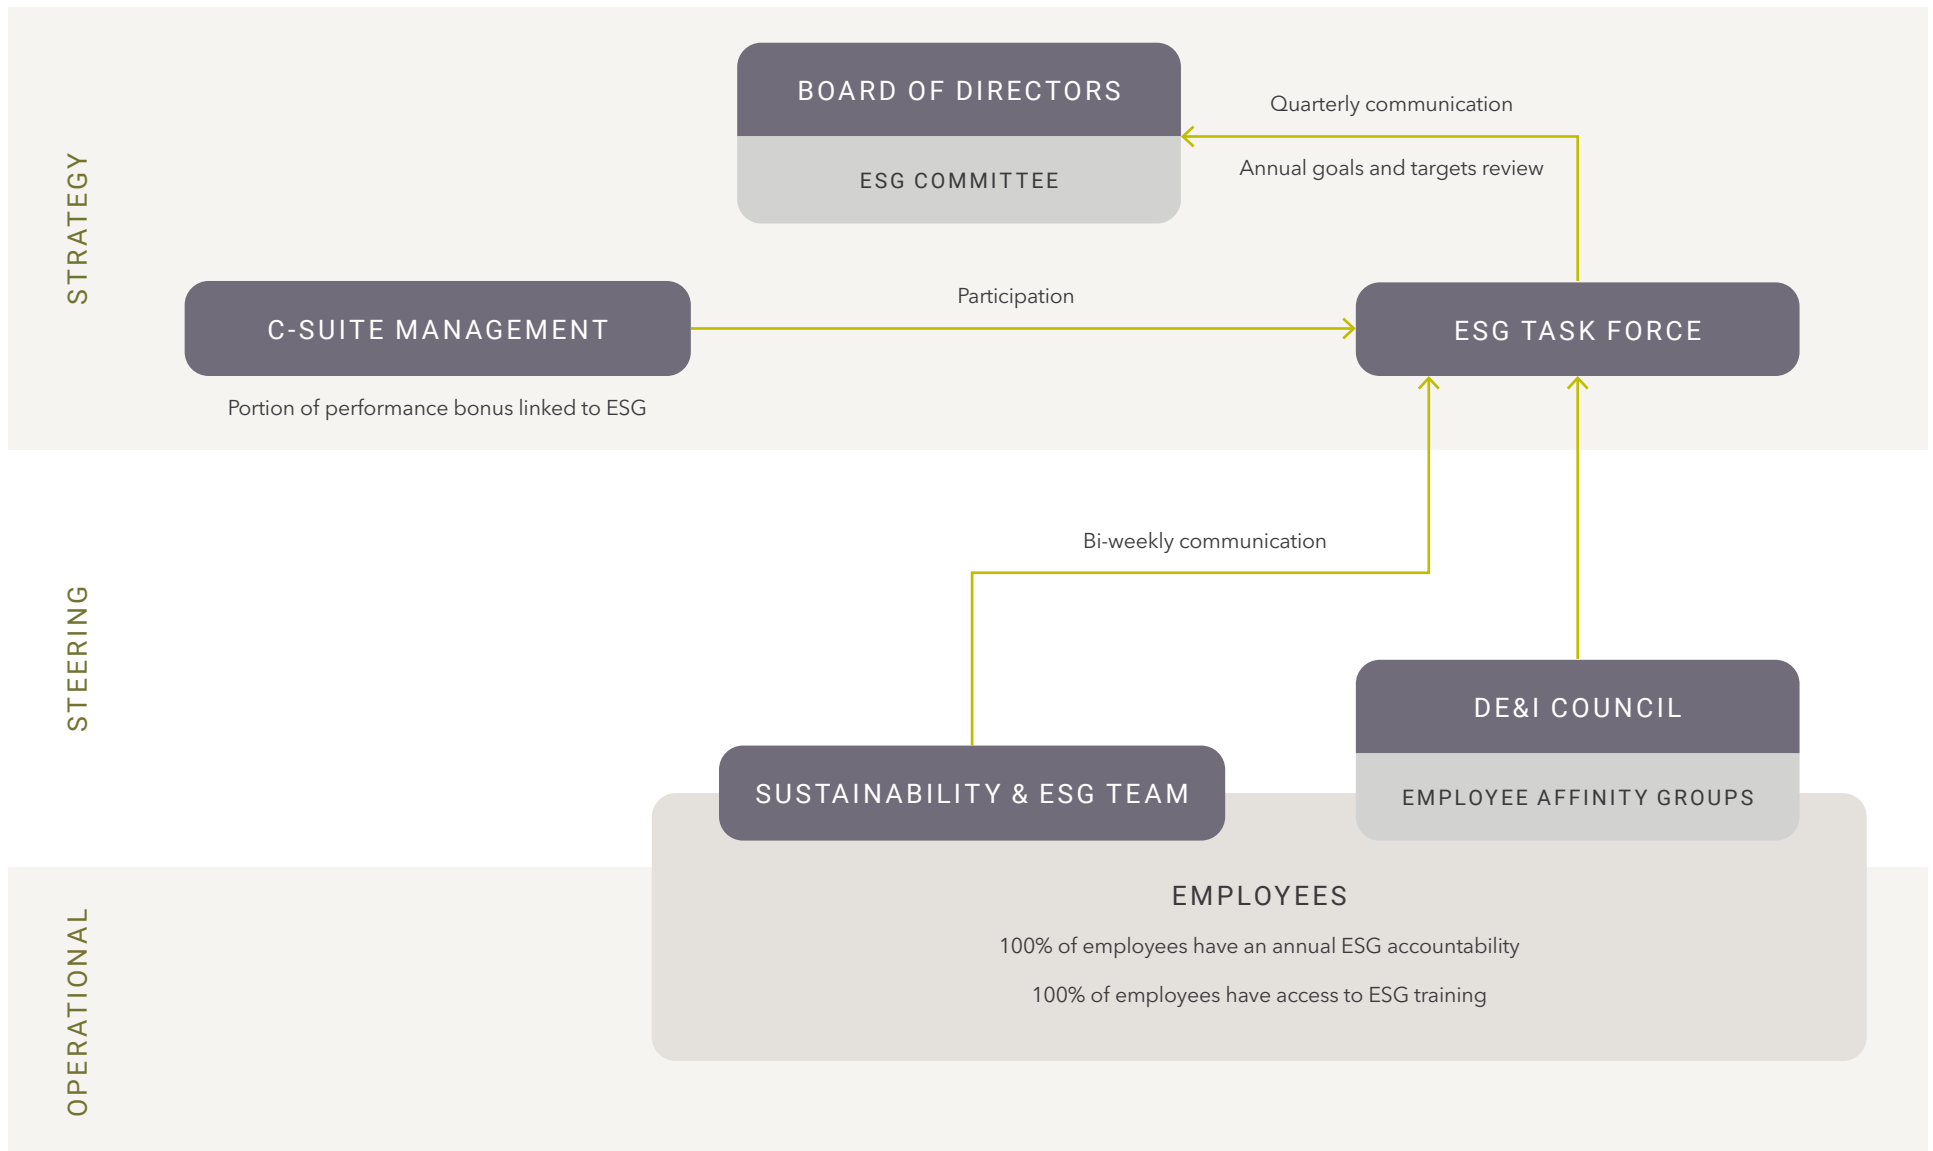 STRATEGY
BOARD OF DIRECTORS
ESG COMMITTEE
Quarterly communication
Annual goals and targets review
C-SUITE MANAGEMENT
Portion of performance bonus linked to ESG
Participation
ESG TASK FORCE
STEERING
Bi-weekly communication
SUSTAINABILITY & ESG TEAM
DE&I COUNCIL
EMPLOYEE AFFINITY GROUPS
OPERATIONAL
EMPLOYEES
100% of employees have an annual ESG accountability
100% of employees have access to ESG training